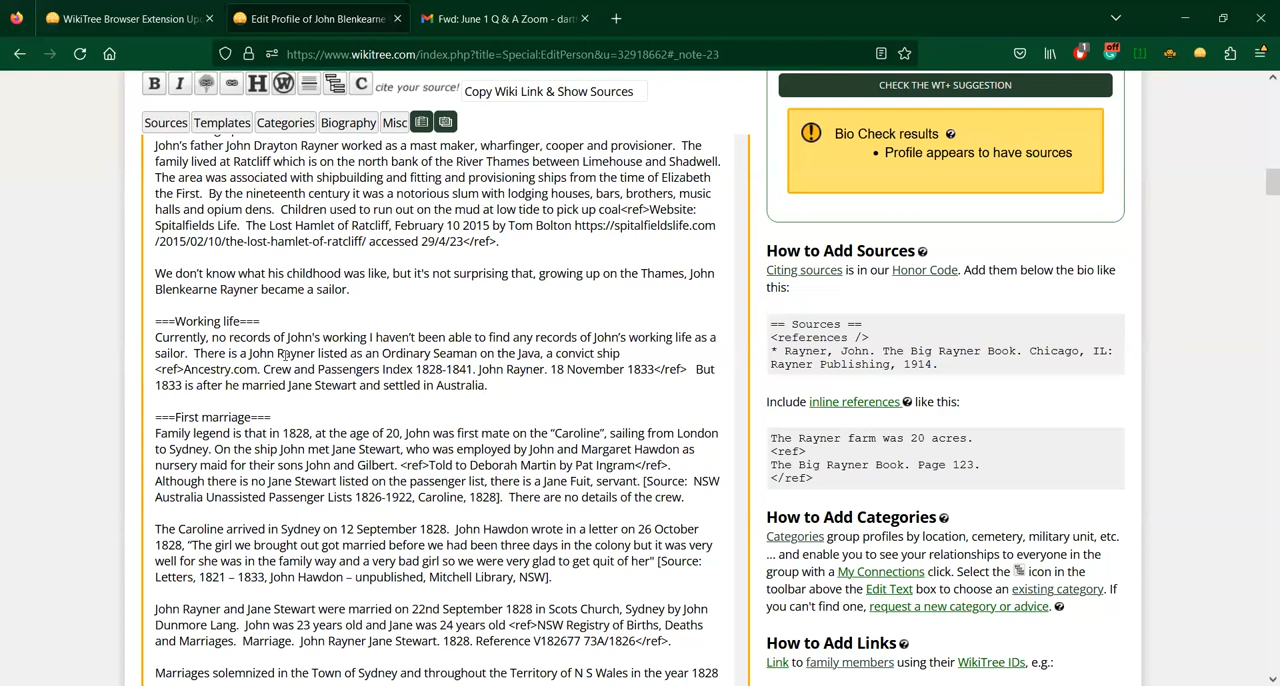 WikiTree Browser Extension Up
Edit Profile of John Blenkearne
Fwd: June 1 Q & A Zoom - dart
https://www.wikitree.com/index.php?title=Special:EditPerson&u=32918662#_note-23
1
off
B I H W C cite your source! Copy Wiki Link & Show Sources
Sources Templates Categories Biography Misc
John's father John Drayton Rayner worked as a mast maker, wharfinger, cooper and provisioner. The
family lived at Ratcliff which is on the north bank of the River Thames between Limehouse and Shadwell.
The area was associated with shipbuilding and fitting and provisioning ships from the time of Elizabeth
the First. By the nineteenth century it was a notorious slum with lodging houses, bars, brothers, music
halls and opium dens. Children used to run out on the mud at low tide to pick up coal<ref>Website:
Spitalfields Life. The Lost Hamlet of Ratcliff, February 10 2015 by Tom Bolton https://spitalfieldslife.com
/2015/02/10/the-lost-hamlet-of-ratcliff/ accessed 29/4/23</ref>.
We don't know what his childhood was like, but it's not surprising that, growing up on the Thames, John
Blenkearne Rayner became a sailor.
===Working life===
Currently, no records of John's working I haven't been able to find any records of John's working life as a
sailor. There is a John Rayner listed as an Ordinary Seaman on the Java, a convict ship
<ref>Ancestry.com. Crew and Passengers Index 1828-1841. John Rayner. 18 November 1833</ref> But
1833 is after he married Jane Stewart and settled in Australia.
===First marriage===
Family legend is that in 1828, at the age of 20, John was first mate on the “Caroline”, sailing from London
to Sydney. On the ship John met Jane Stewart, who was employed by John and Margaret Hawdon as
nursery maid for their sons John and Gilbert. <ref>Told to Deborah Martin by Pat Ingram</ref>.
Although there is no Jane Stewart listed on the passenger list, there is a Jane Fuit, servant. [Source: NSW
Australia Unassisted Passenger Lists 1826-1922, Caroline, 1828]. There are no details of the crew.
The Caroline arrived in Sydney on 12 September 1828. John Hawdon wrote in a letter on 26 October
1828, “The girl we brought out got married before we had been three days in the colony but it was very
well for she was in the family way and a very bad girl so we were very glad to get quit of her" [Source:
Letters, 1821 – 1833, John Hawdon – unpublished, Mitchell Library, NSW].
John Rayner and Jane Stewart were married on 22nd September 1828 in Scots Church, Sydney by John
Dunmore Lang. John was 23 years old and Jane was 24 years old <ref>NSW Registry of Births, Deaths
and Marriages. Marriage. John Rayner Jane Stewart. 1828. Reference V182677 73A/1826</ref>.
Marriages solemnized in the Town of Sydney and throughout the Territory of N S Wales in the year 1828
CHECK THE WT+ SUGGESTION
Bio Check results ?
• Profile appears to have sources
How to Add Sources ?
Citing sources is in our Honor Code. Add them below the bio like
this:
== Sources ==
<references />
* Rayner, John. The Big Rayner Book. Chicago, IL:
Rayner Publishing, 1914.
Include inline references ? like this:
The Rayner farm was 20 acres.
<ref>
The Big Rayner Book. Page 123.
</ref>
How to Add Categories ?
Categories group profiles by location, cemetery, military unit, etc.
... and enable you to see your relationships to everyone in the
group with a My Connections click. Select the icon in the
toolbar above the Edit Text box to choose an existing category. If
you can't find one, request a new category or advice. ?
How to Add Links ?
Link to family members using their WikiTree IDs, e.g.: